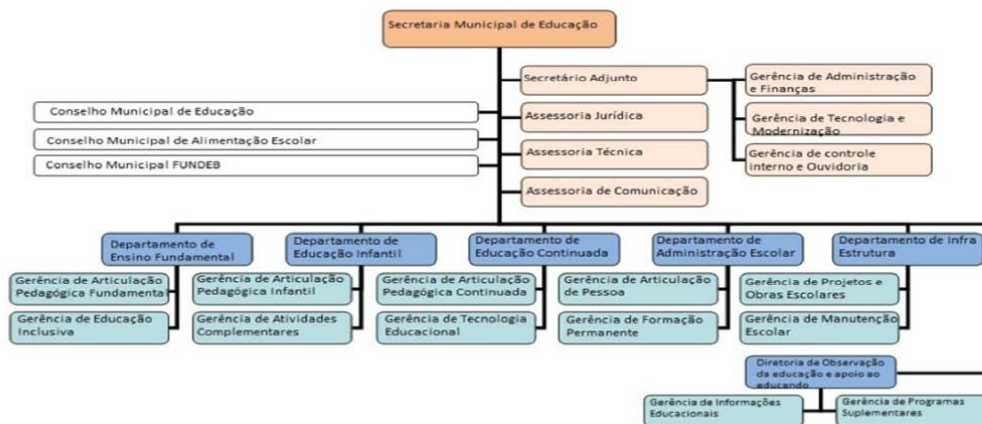 Secretaria Municipal de Educação
Secretário Adjunto
Gerência de Administração
e Finanças
Conselho Municipal de Educação
Assessoria Jurídica
Gerência de Tecnologia e
Modernização
Conselho Municipal de Alimentação Escolar
Assessoria Técnica
Gerência de controle
interno e Ouvidoria
Conselho Municipal FUNDEB
Assessoria de Comunicação
Departamento de
Ensino Fundamental
Departamento de
Educação Infantil
Departamento de
Educação Continuada
Departamento de
Administração Escolar
Departamento de Infra
Estrutura
Gerência de Articulação
Pedagógica Fundamental
Gerência de Articulação
Pedagógica Infantil
Gerência de Articulação
Pedagógica Continuada
Gerência de Articulação
de Pessoa
Gerência de Projetos e
Obras Escolares
Gerência de Educação
Inclusiva
Gerência de Atividades
Complementares
Gerência de Tecnologia
Educacional
Gerência de Formação
Permanente
Gerência de Manutenção
Escolar
Diretoria de Observação
da educação e apoio ao
educando
Gerência de Informações
Educacionais
Gerência de Programas
Suplementares